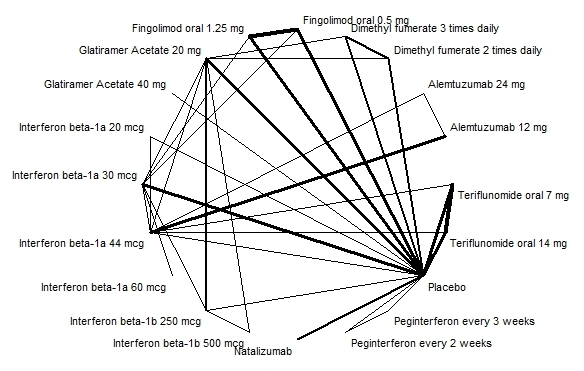 Fingolimod oral 0.5 mg
Fingolimod oral 1.25 mg
Dimethyl fumerate 3 times daily
Glatiramer Acetate 20 mg
Dimethyl fumerate 2 times daily
Glatiramer Acetate 40 mg
Alemtuzumab 24 mg
Interferon beta-1a 20 mcg
Alemtuzumab 12 mg
Interferon beta-1a 30 mcg
Teriflunomide oral 7 mg
Interferon beta-1a 44 mcg
Teriflunomide oral 14 mg
Interferon beta-1a 60 mcg
Placebo
Interferon beta-1b 250 mcg
Peginterferon every 3 weeks
Interferon beta-1b 500 mcg
Peginterferon every 2 weeks
Natalizumab